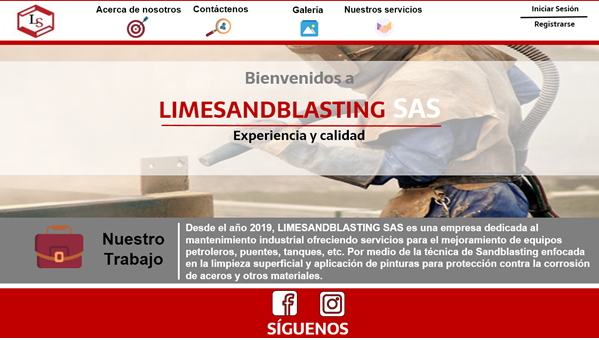 LS
Acerca de nosotros
Contáctenos
Galeria
Nuestros servicios
Iniciar Sesión
Registrarse
Bienvenidos a
LIMESANDBLASTING SAS
Experiencia y calidad
Nuestro
Trabajo
Desde el año 2019, LIMESANDBLASTING SAS es una empresa dedicada al
mantenimiento industrial ofreciendo servicios para el mejoramiento de equipos
petroleros, puentes, tanques, etc. Por medio de la técnica de Sandblasting enfocada
en la limpieza superficial y aplicación de pinturas para protección contra la corrosión
de aceros y otros materiales.
SÍGUENOS